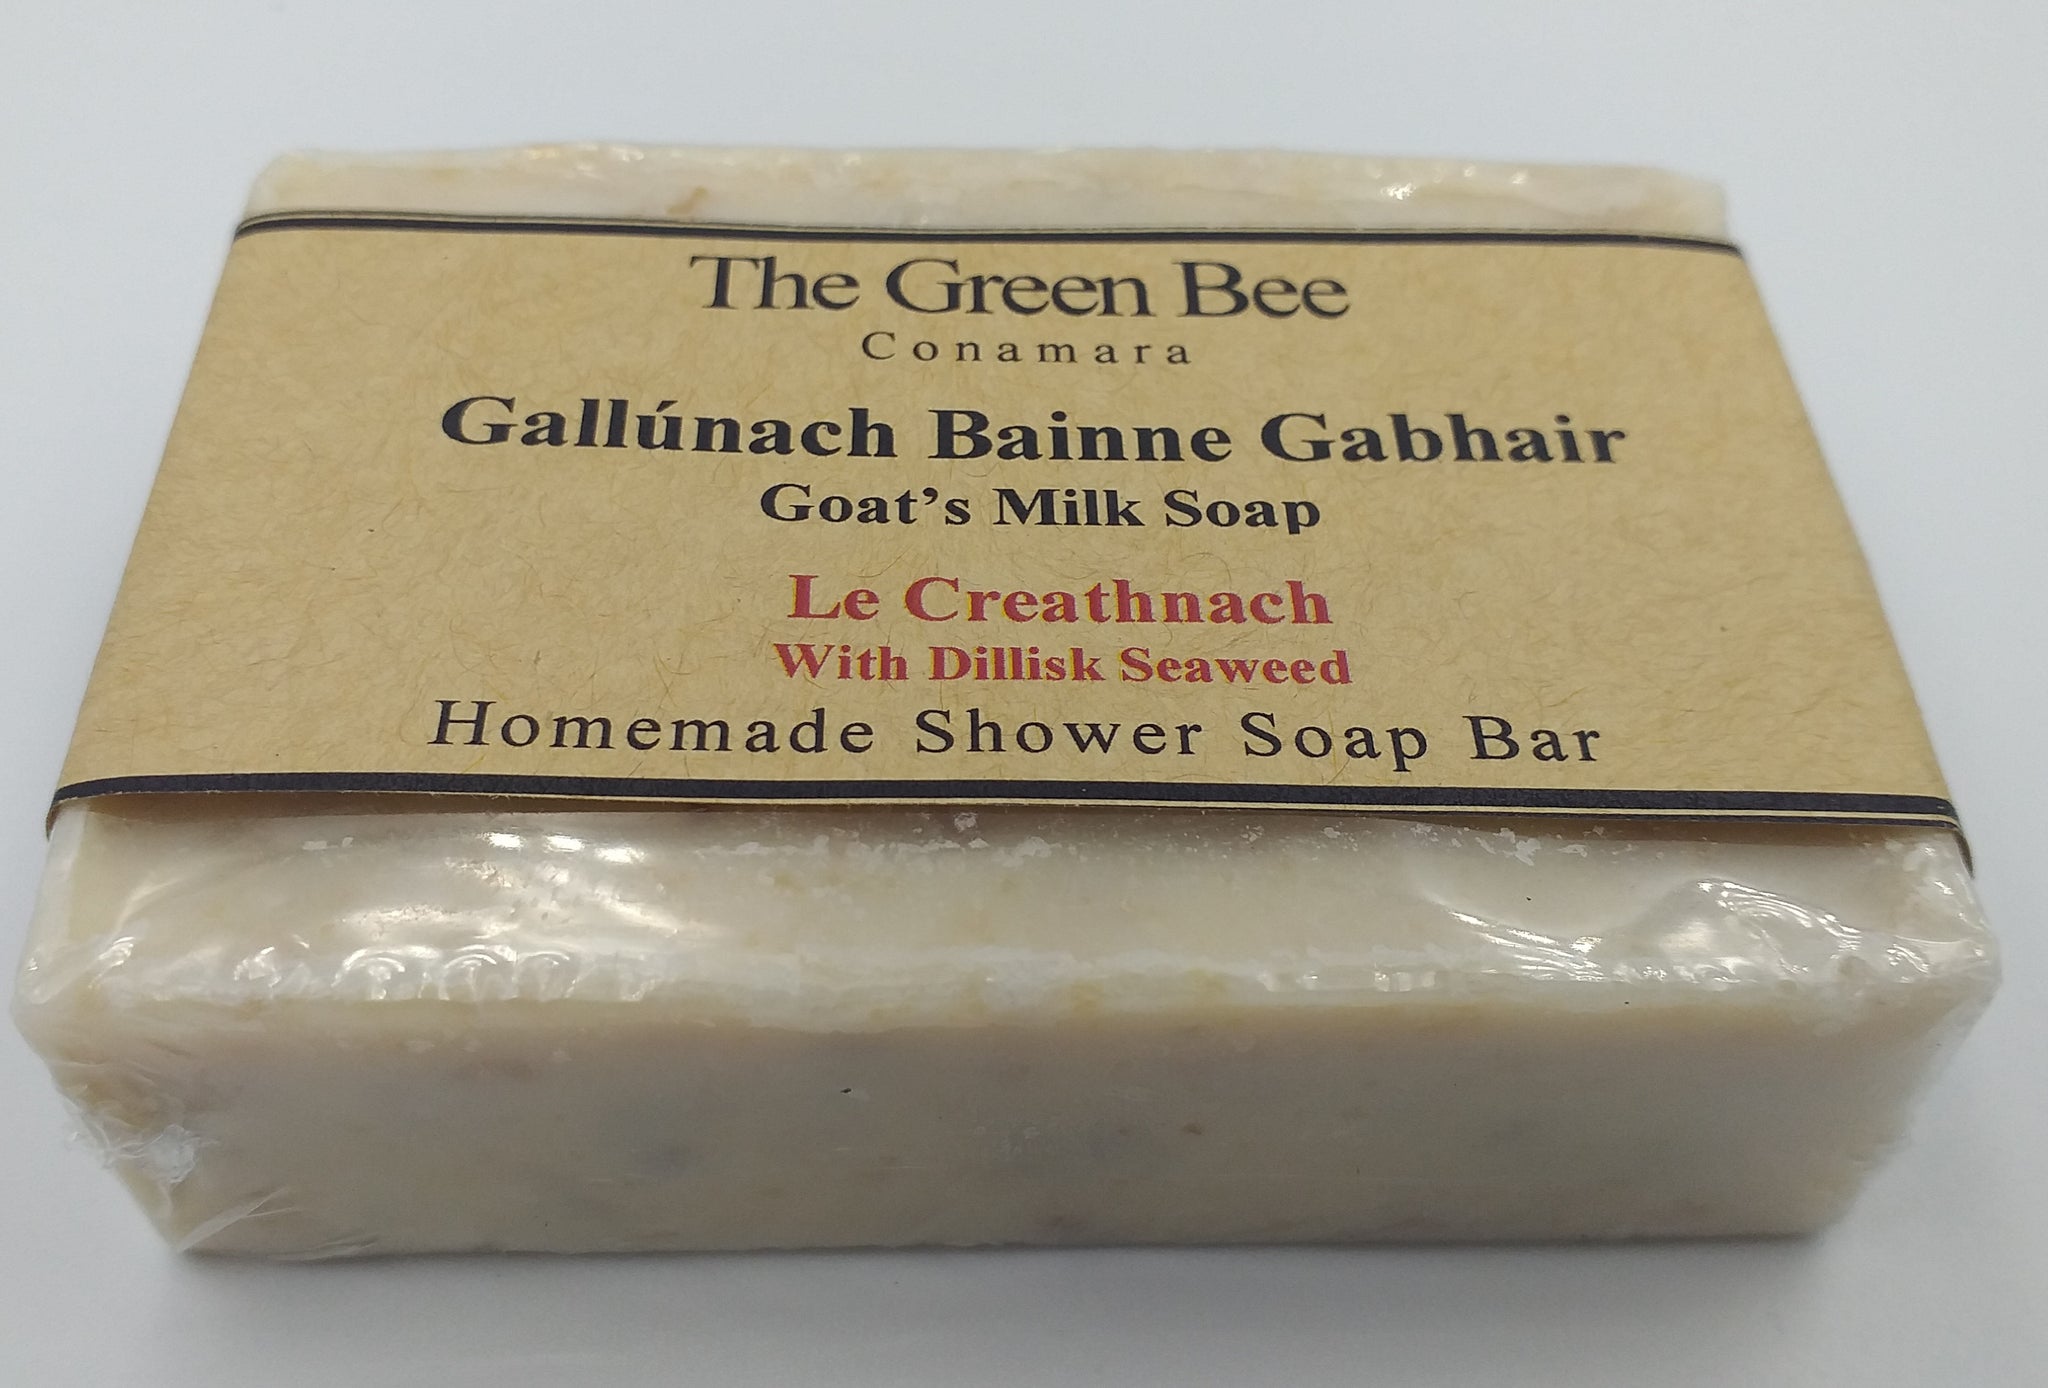 The Green Bee
Conamara
Gallúnach Bainne Gabhair
Goat's Milk Soap
Le Creathnach
With Dillisk Seaweed
Homemade Shower Soap Bar